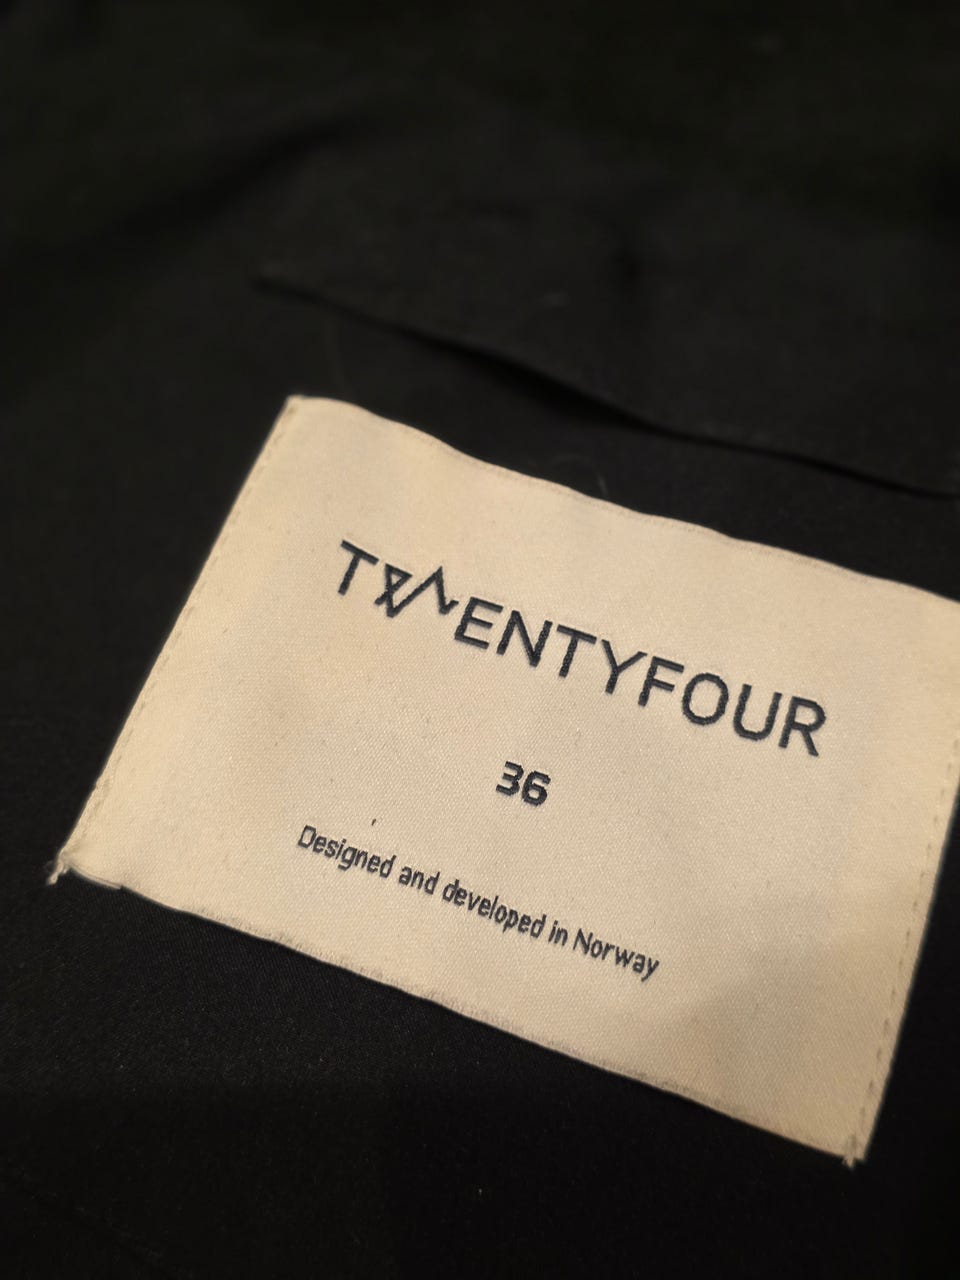 TWENTYFOUR
36
Designed and developed in Norway